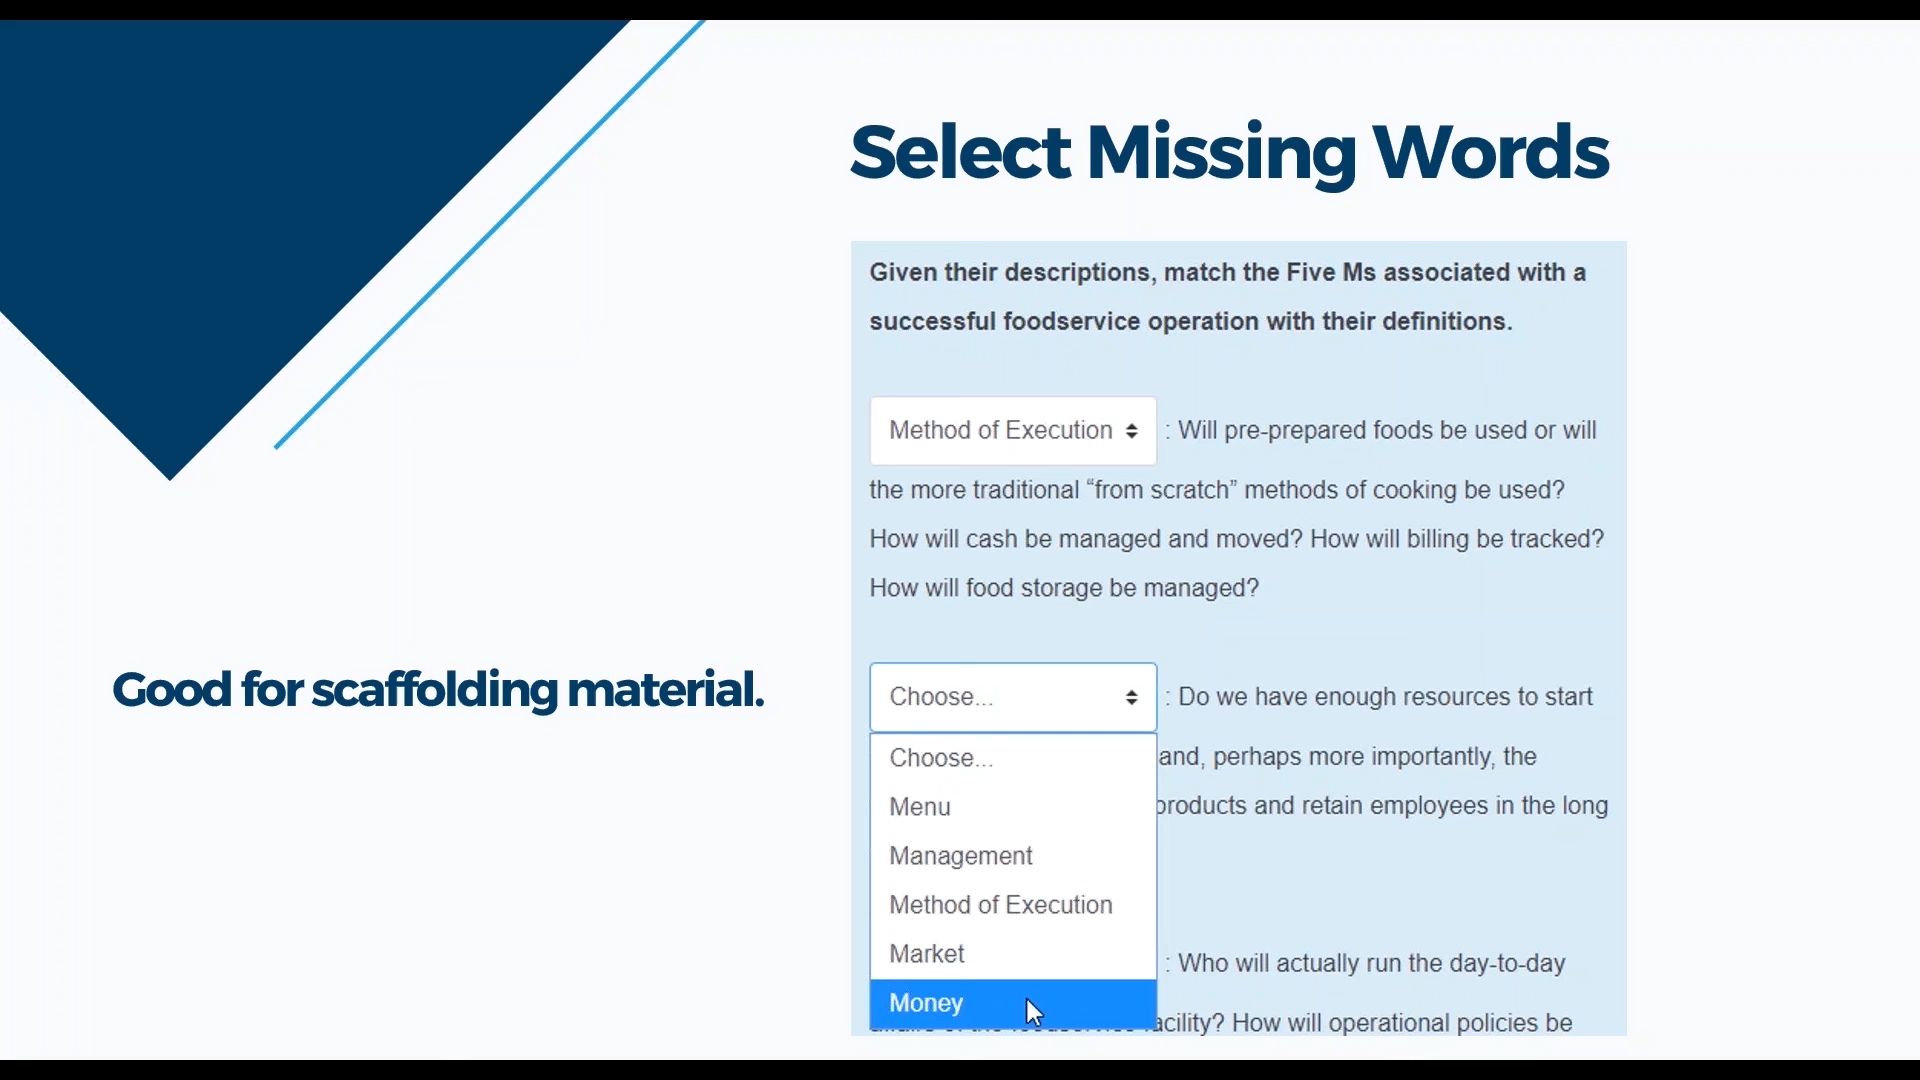 Select Missing Words
Given their descriptions, match the Five Ms associated with a
successful foodservice operation with their definitions.
Method of Execution : Will pre-prepared foods be used or will
the more traditional “from scratch” methods of cooking be used?
How will cash be managed and moved? How will billing be tracked?
How will food storage be managed?
Good for scaffolding material.
Choose... : Do we have enough resources to start
Choose... and, perhaps more importantly, the
Menu products and retain employees in the long
Management
Method of Execution
Market : Who will actually run the day-to-day
Money
How will operational policies be